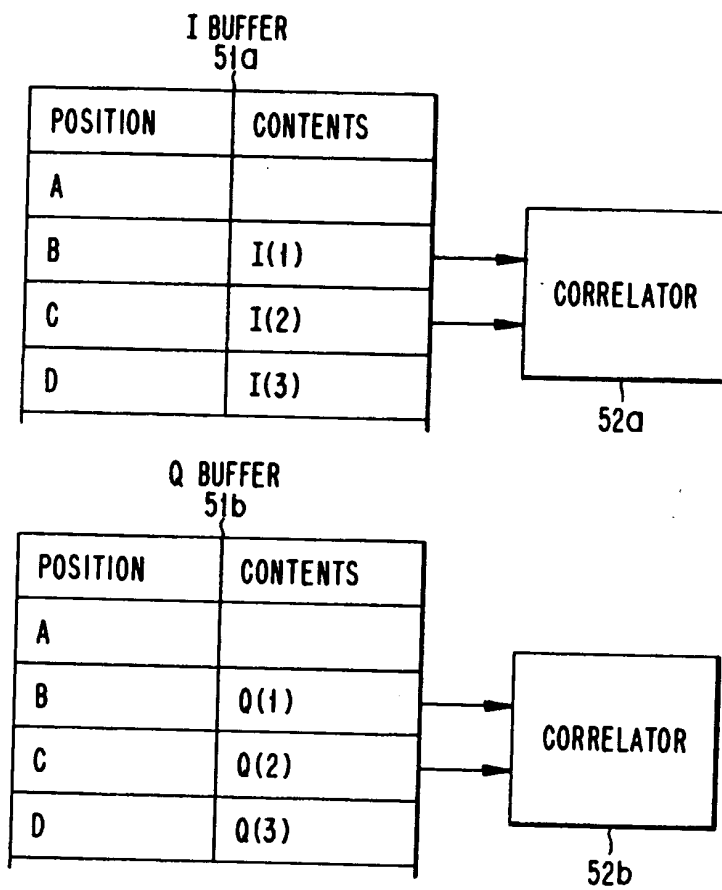 I BUFFER
51a
POSITION CONTENTS
A
B I(1)
C I(2)
D I(3)
CORRELATOR
52a
Q BUFFER
51b
POSITION CONTENTS
A
B Q(1)
C Q(2)
D Q(3)
CORRELATOR
52b